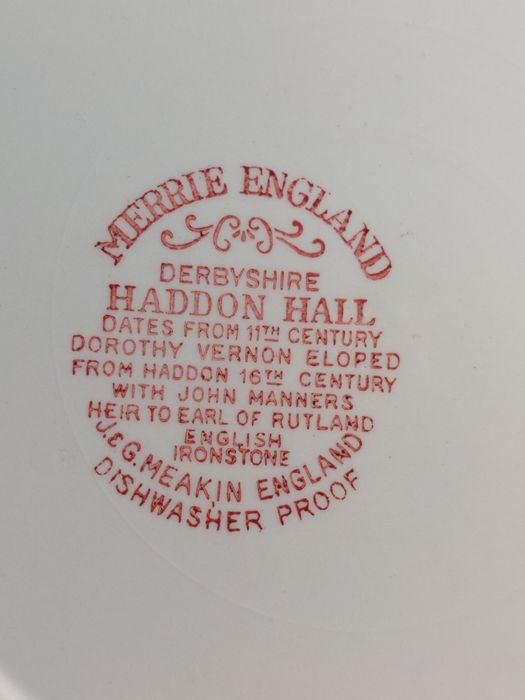 MERRIE ENGLAND
DERBYSHIRE
HADDON HALL
DATES FROM 11TH CENTURY
DOROTHY VERNON ELOPED
FROM HADDON 16TH CENTURY
WITH JOHN MANNERS
HEIR TO EARL OF RUTLAND
ENGLISH
IRONSTONE
J.&G. MEAKIN ENGLAND
DISHWASHER PROOF